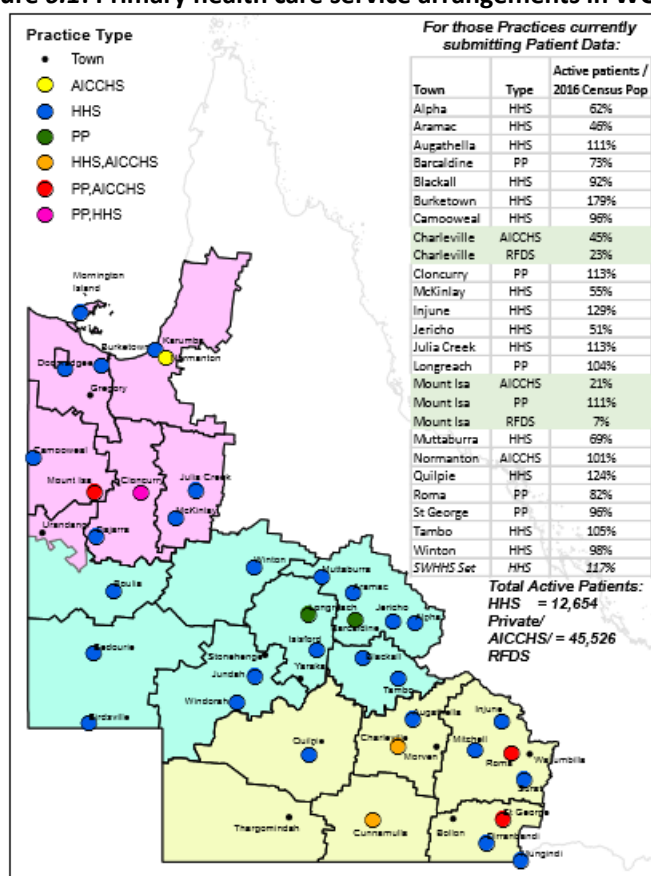 Primary health care service arrangements in WQ
Practice Type
Town
AICCHS
HHS
PP
HHS,AICCHS
PP,AICCHS
PP,HHS
For those Practices currently
submitting Patient Data:
Active patients /
Town Type 2016 Census Pop
Alpha HHS 62%
Aramac HHS 46%
Augathella HHS 111%
Barcaldine PP 73%
Blackall HHS 92%
Burketown HHS 179%
Camooweal HHS 96%
Charleville AICCHS 45%
Charleville RFDS 23%
Cloncurry PP 113%
McKinlay HHS 55%
Injune HHS 129%
Jericho HHS 51%
Julia Creek HHS 113%
Longreach PP 104%
Mount Isa AICCHS 21%
Mount Isa PP 111%
Mount Isa RFDS 7%
Muttaburra HHS 69%
Normanton AICCHS 101%
Quilpie HHS 124%
Roma PP 82%
St George PP 96%
Tambo HHS 105%
Winton HHS 98%
SWHHS Set HHS 117%
Total Active Patients:
HHS = 12,654
Private/
AICCHS/ = 45,526
RFDS
Mornington
Island
Karumba
Burketown
Normanton
Doomadgee
Gregory
Camooweal
Mount Isa
Cloncurry
Julia Creek
McKinlay
Urandangi
Dajarra
Winton
Muttaburra
Boulia
Aramac
Longreach
Jericho
Barcaldine
Alpha
Isisford
Bedourie
Stonehenge
Blackall
Jundah
Yaraka
Tambo
Windorah
Birdsville
Augathella
Injune
Quilpie
Charleville
Morven
Mitchell
Roma
Wallumbilla
Surat
Thargomindah
Cunnamulla
Bollon
St George
Dirranbandi
Mungindi